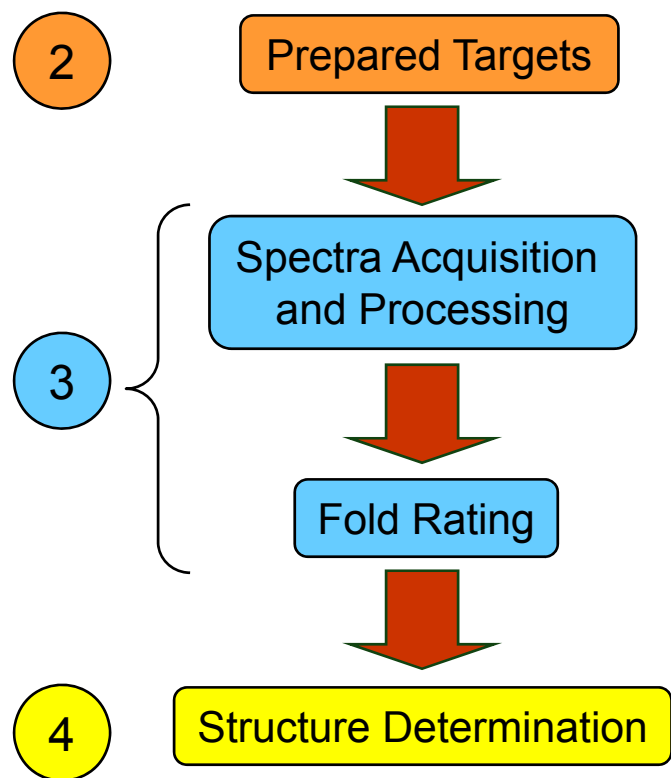 2
Prepared Targets
Spectra Acquisition
and Processing
3
Fold Rating
4
Structure Determination